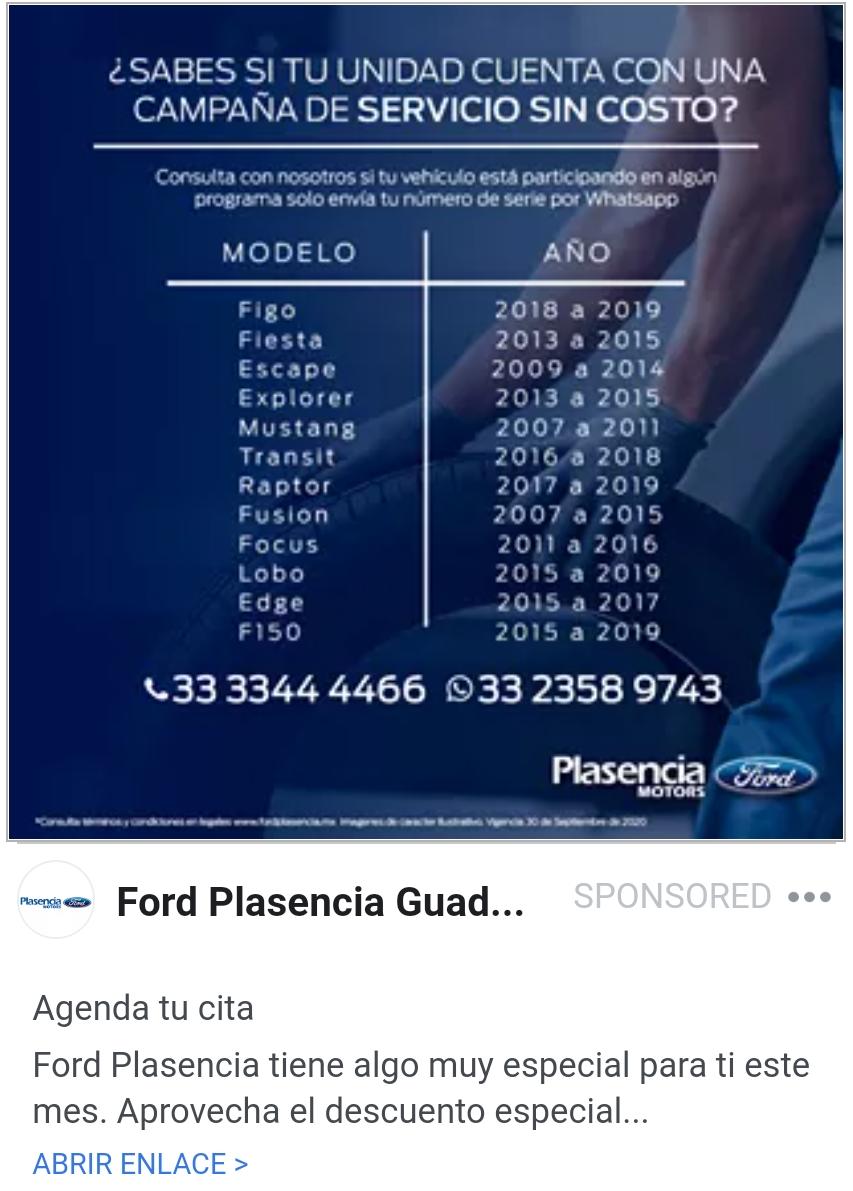 ¿SABES SI TU UNIDAD CUENTA CON UNA
CAMPAÑA DE SERVICIO SIN COSTO?
Consulta con nosotros si tu vehículo está participando en algún
programa solo envía tu número de serie por Whatsapp
MODELO AÑO
Figo 2018 a 2019
Fiesta 2013 a 2015
Escape 2009 a 2014
Explorer 2013 a 2015
Mustang 2007 a 2011
Transit 2016 a 2018
Raptor 2017 a 2019
Fusion 2007 a 2015
Focus 2011 a 2016
Lobo 2015 a 2019
Edge 2015 a 2017
F150 2015 a 2019
33 3344 4466 33 2358 9743
Plasencia Ford
MOTORS
*Consulta términos y condiciones en legales www.fordplasencia.mx Imagenes de caracter ilustrativo. Vigencia 30 de Septiembre de 2020
Plasencia Ford
MOTORS
Ford Plasencia Guad... SPONSORED
Agenda tu cita
Ford Plasencia tiene algo muy especial para ti este
mes. Aprovecha el descuento especial...
ABRIR ENLACE >